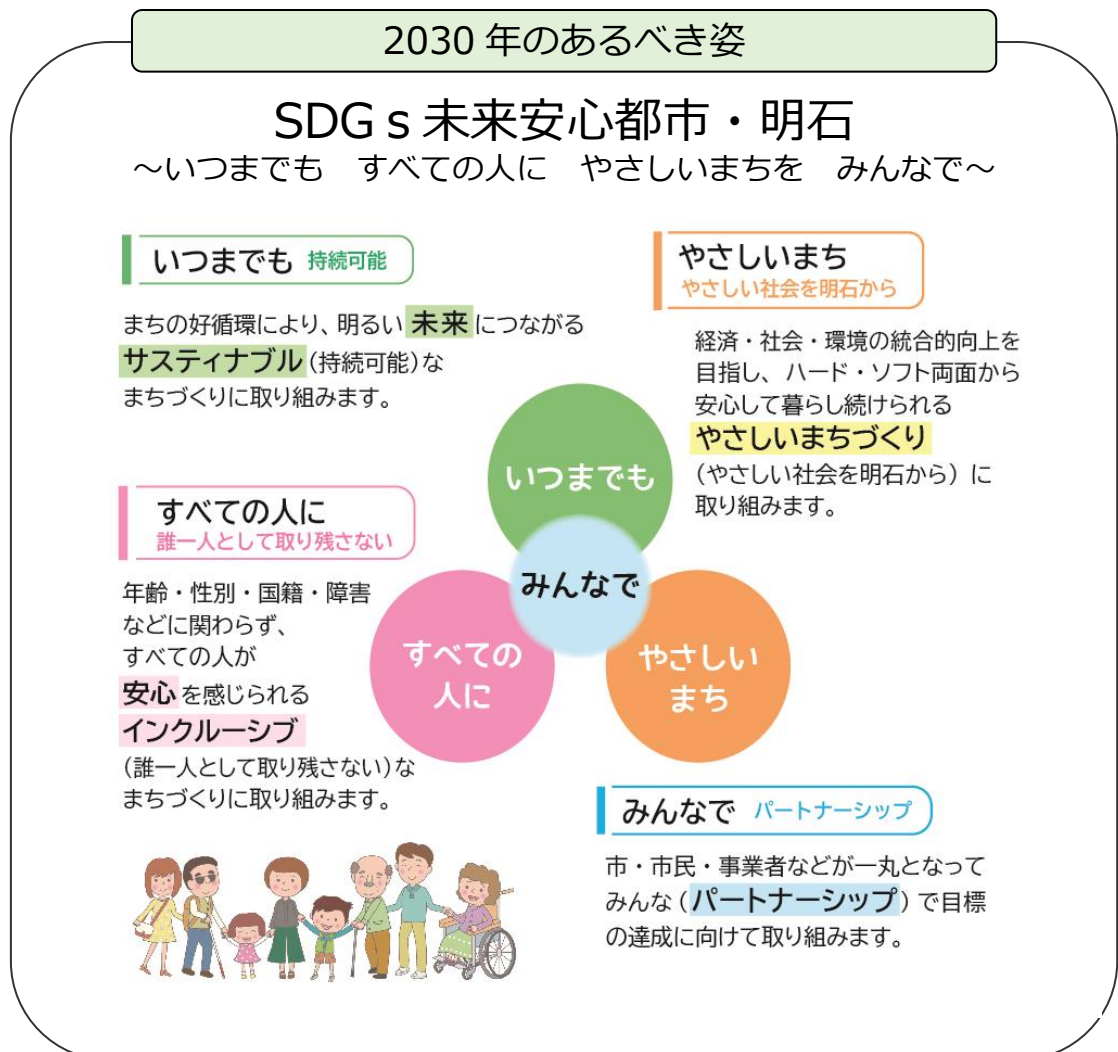 2030 年のあるべき姿
SDGｓ未来安心都市・明石
～いつまでも　すべての人に　やさしいまちを　みんなで～
いつまでも 持続可能
まちの好循環により、明るい 未来 につながる
サスティナブル（持続可能）な
まちづくりに取り組みます。
やさしいまち
やさしい社会を明石から
経済・社会・環境の統合的向上を
目指し、ハード・ソフト両面から
安心して暮らし続けられる
やさしいまちづくり
（やさしい社会を明石から）に
取り組みます。
すべての人に
誰一人として取り残さない
年齢・性別・国籍・障害
などに関わらず、
すべての人が
安心 を感じられる
インクルーシブ
（誰一人として取り残さない）な
まちづくりに取り組みます。
いつまでも
みんなで
すべての
人に
やさしい
まち
みんなで パートナーシップ
市・市民・事業者などが一丸となって
みんな（パートナーシップ）で目標
の達成に向けて取り組みます。